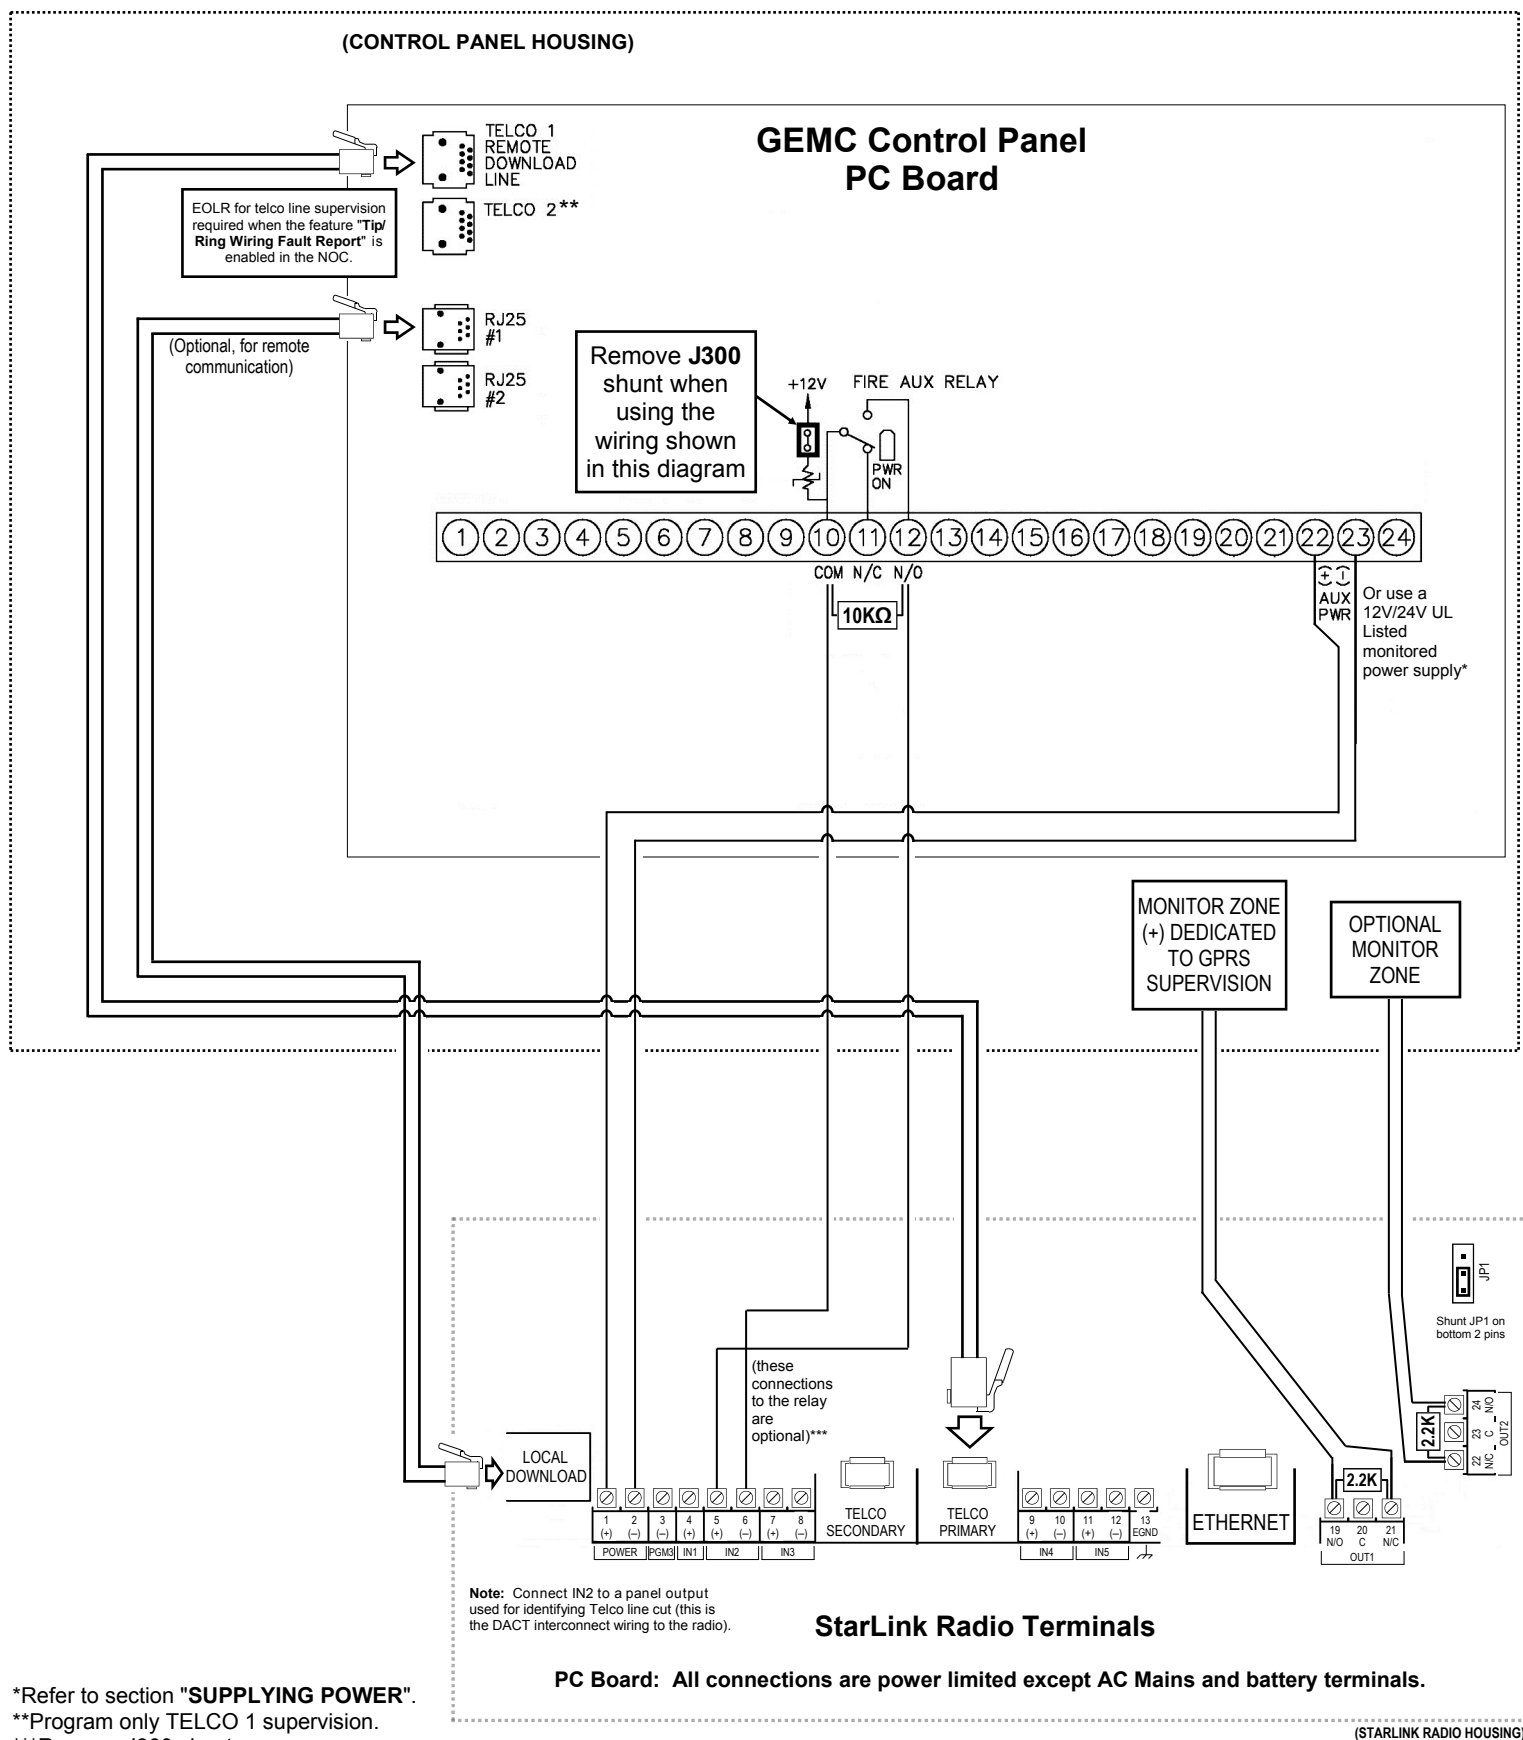 (CONTROL PANEL HOUSING)
GEMC Control Panel
PC Board
TELCO 1
REMOTE
DOWNLOAD
LINE
TELCO 2**
EOLR for telco line supervision
required when the feature "Tip/
Ring Wiring Fault Report" is
enabled in the NOC.
(Optional, for remote
communication)
RJ25
#1
RJ25
#2
Remove J300
shunt when
using the
wiring shown
in this diagram
+12V
FIRE AUX RELAY
PWR
ON
1 2 3 4 5 6 7 8 9 10 11 12 13 14 15 16 17 18 19 20 21 22 23 24
COM N/C N/O
10KΩ
(+) (-)
AUX
PWR
Or use a
12V/24V UL
Listed
monitored
power supply*
MONITOR ZONE
(+) DEDICATED
TO GPRS
SUPERVISION
OPTIONAL
MONITOR
ZONE
JP1
Shunt JP1 on
bottom 2 pins
(these
connections
to the relay
are
optional)***
LOCAL
DOWNLOAD
1 2 3 4 5 6 7 8
(+) (–) (–) (+) (+) (–) (+) (–)
POWER PGM3 IN1 IN2 IN3
TELCO
SECONDARY
TELCO
PRIMARY
9 10 11 12 13
(+) (–) (+) (–) EGND
IN4 IN5
ETHERNET
2.2K
19 20 21
N/O C N/C
OUT1
2.2K
22 23 24
N/C C N/O
OUT2
Note: Connect IN2 to a panel output
used for identifying Telco line cut (this is
the DACT interconnect wiring to the radio).
StarLink Radio Terminals
PC Board: All connections are power limited except AC Mains and battery terminals.
*Refer to section "SUPPLYING POWER".
**Program only TELCO 1 supervision.
(STARLINK RADIO HOUSING)